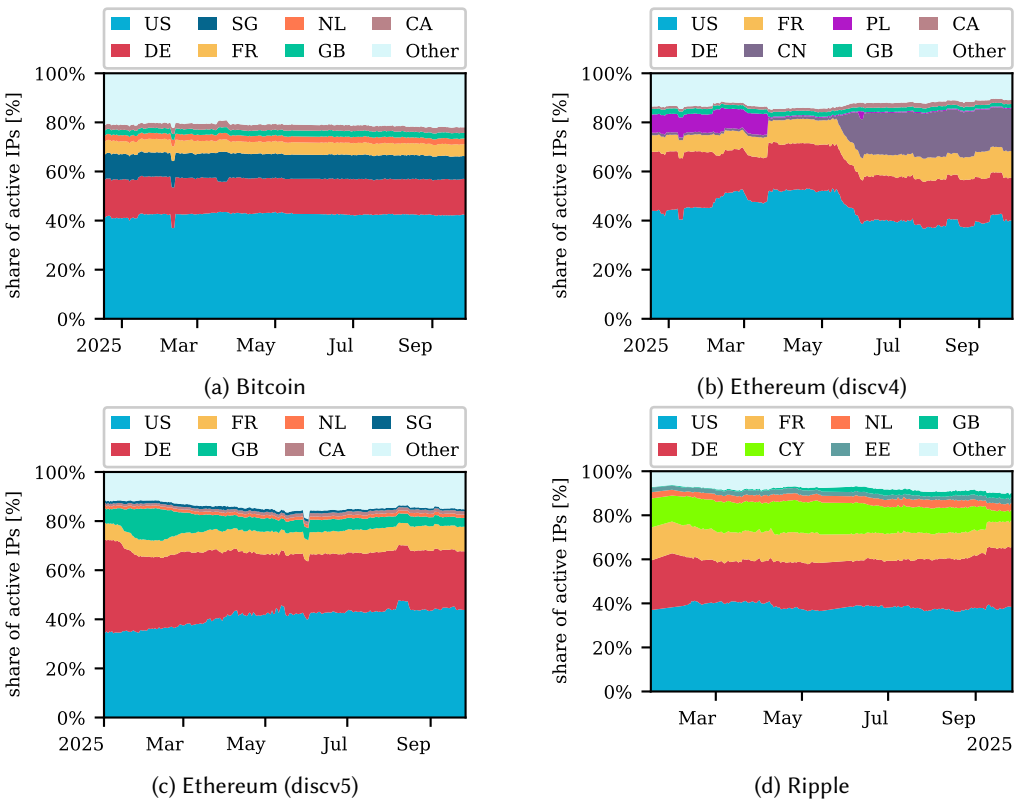 US SG NL CA
DE FR GB Other
share of active IPs [%]
100%
80%
60%
40%
20%
0%
2025 Mar May Jul Sep
(a) Bitcoin
US FR PL CA
DE CN GB Other
share of active IPs [%]
100%
80%
60%
40%
20%
0%
2025 Mar May Jul Sep
(b) Ethereum (discv4)
US FR NL SG
DE GB CA Other
share of active IPs [%]
100%
80%
60%
40%
20%
0%
2025 Mar May Jul Sep
(c) Ethereum (discv5)
US FR NL GB
DE CY EE Other
share of active IPs [%]
100%
80%
60%
40%
20%
0%
Mar May Jul Sep
2025
(d) Ripple